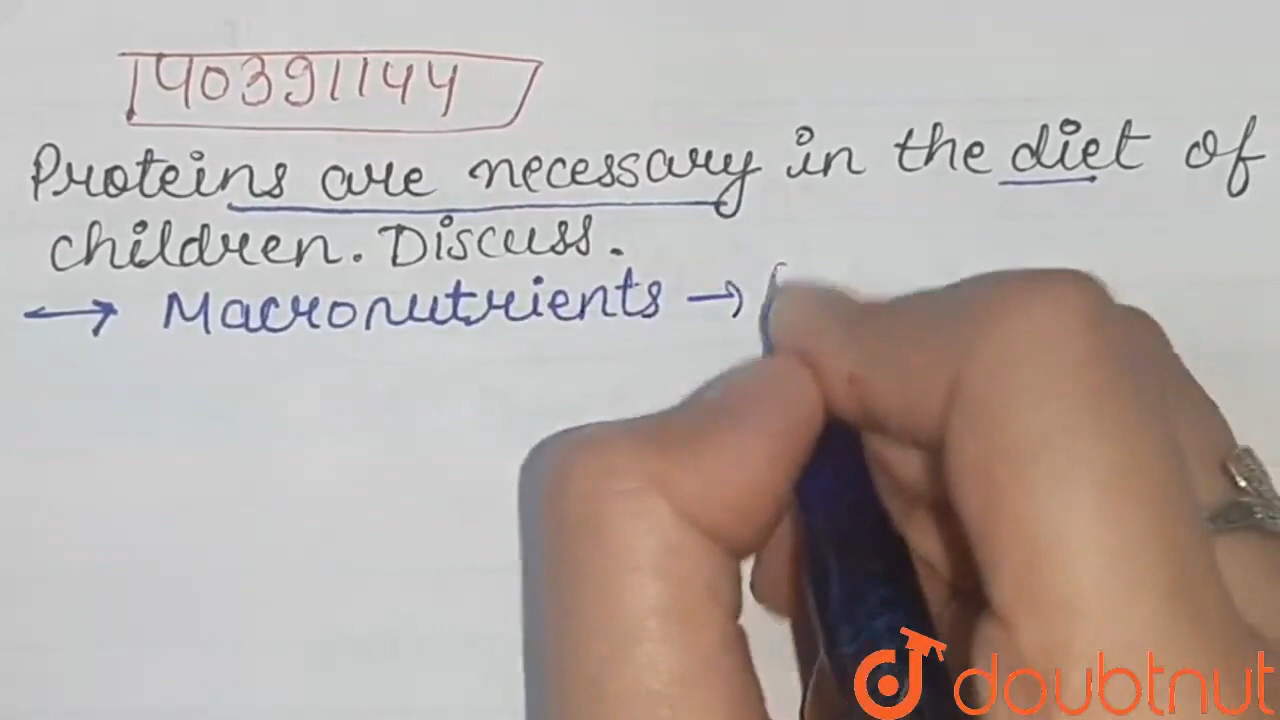 140391144
Proteins are necessary in the diet of
children. Discuss.
→ Macronutrients →
doubtnut